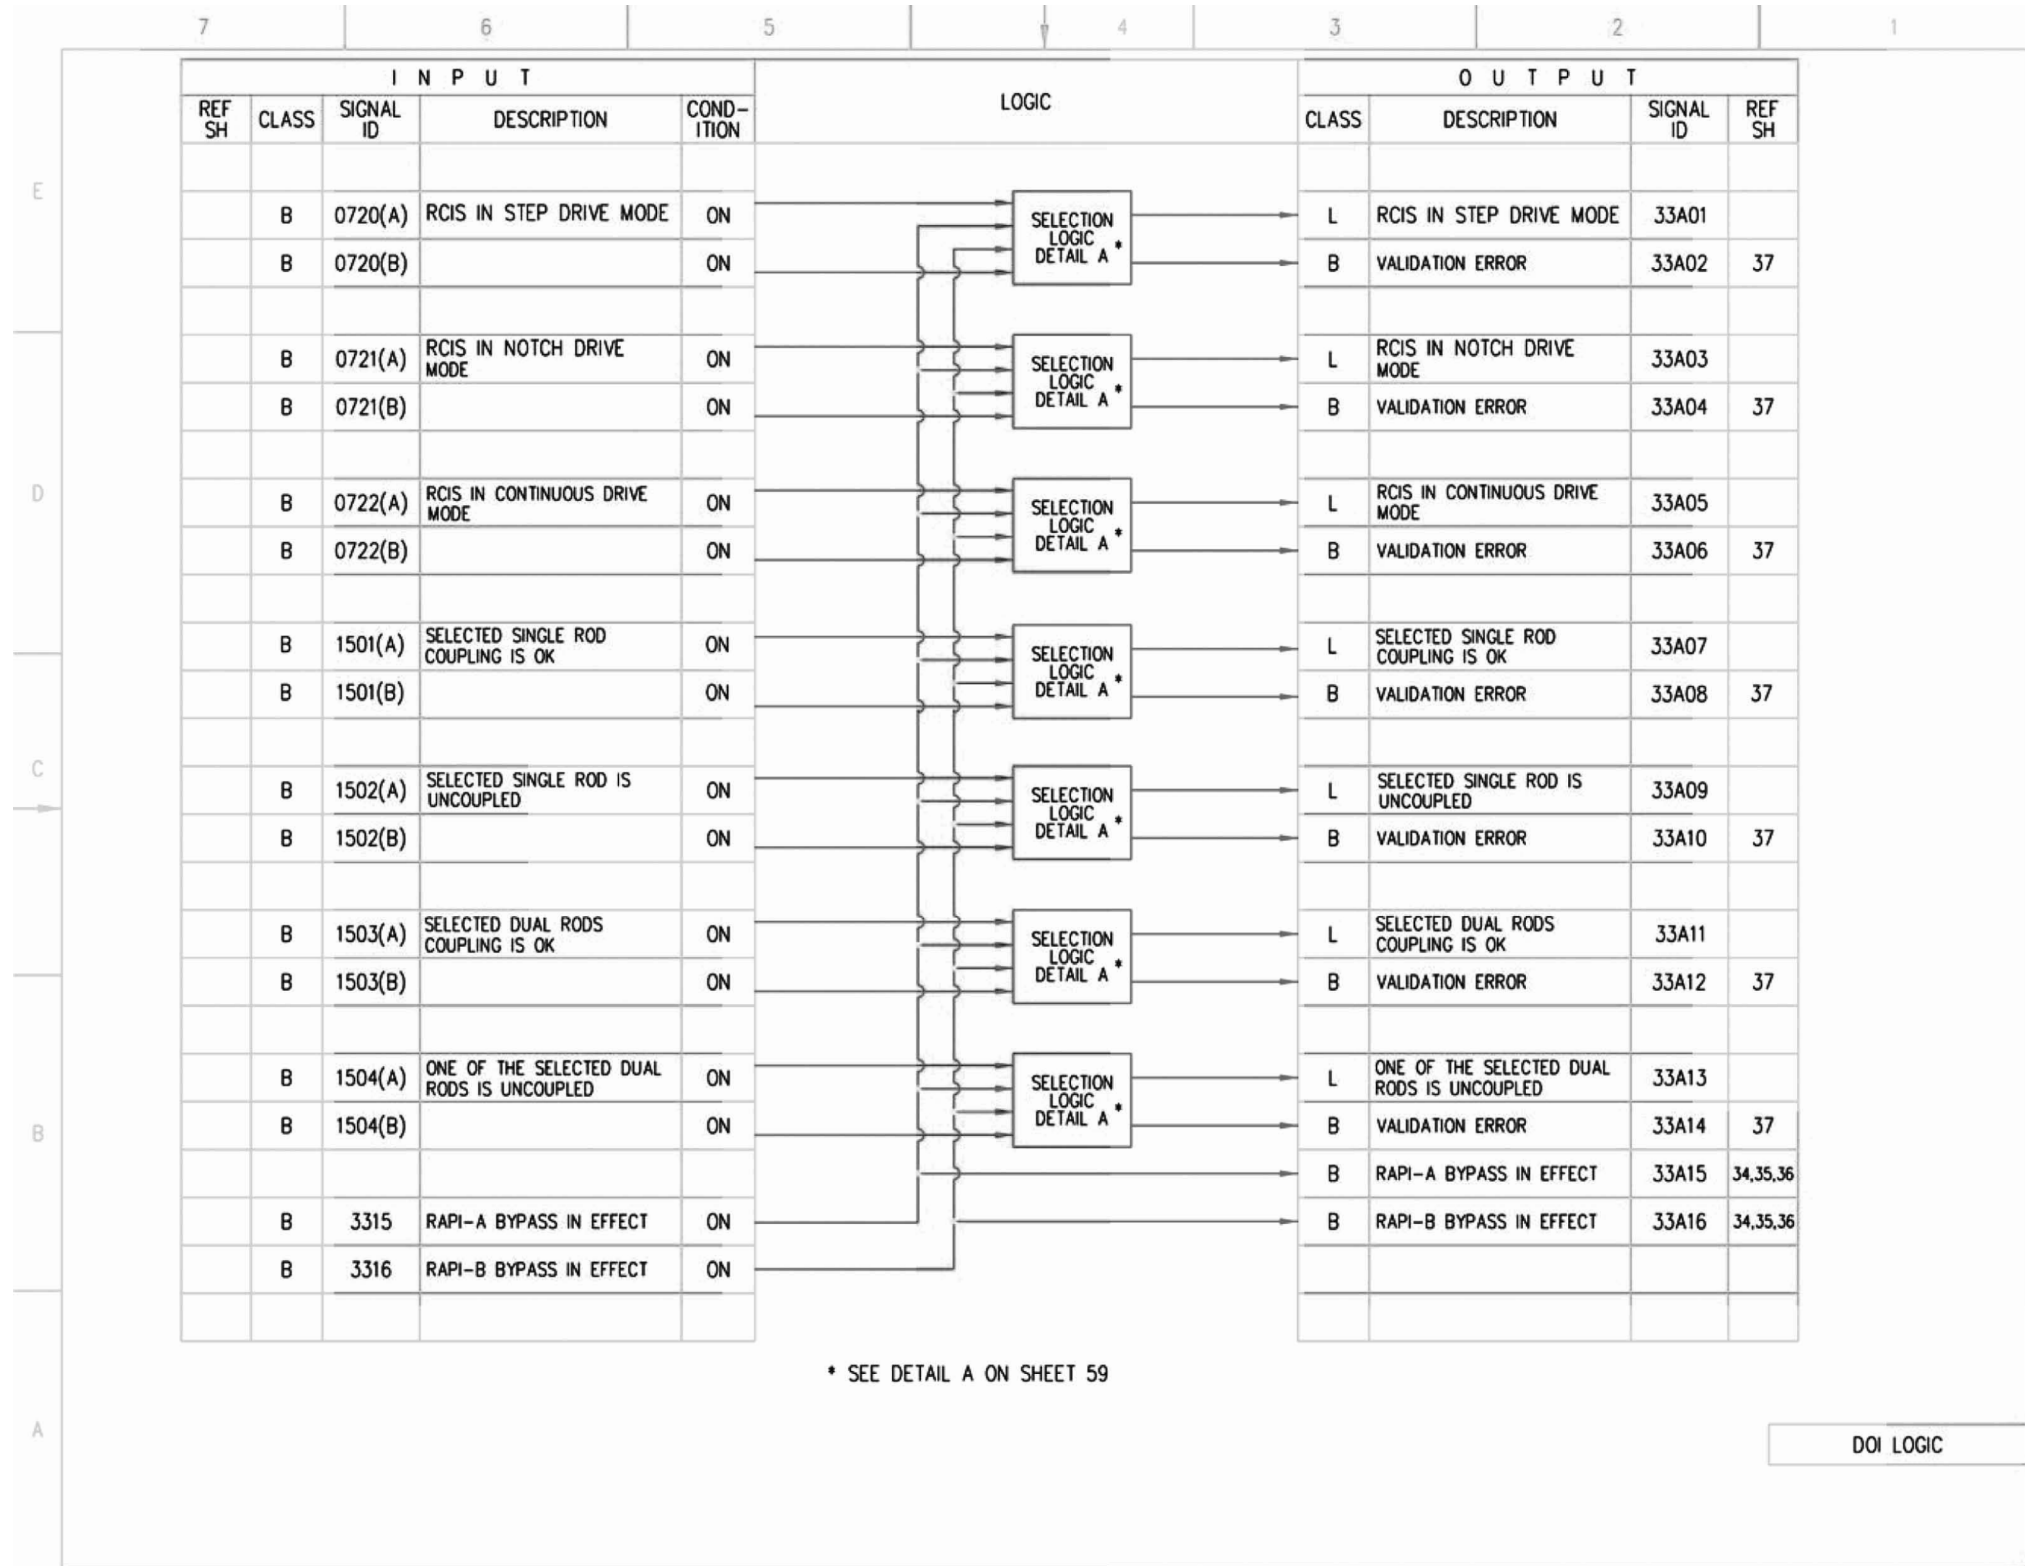 7 6 5 4 3 2 1
INPUT LOGIC OUTPUT
REF SH CLASS SIGNAL ID DESCRIPTION COND-ITION CLASS DESCRIPTION SIGNAL ID REF SH
E
B 0720(A) RCIS IN STEP DRIVE MODE ON SELECTION LOGIC DETAIL A * L RCIS IN STEP DRIVE MODE 33A01
B 0720(B) ON B VALIDATION ERROR 33A02 37
B 0721(A) RCIS IN NOTCH DRIVE MODE ON SELECTION LOGIC DETAIL A * L RCIS IN NOTCH DRIVE MODE 33A03
B 0721(B) ON B VALIDATION ERROR 33A04 37
D
B 0722(A) RCIS IN CONTINUOUS DRIVE MODE ON SELECTION LOGIC DETAIL A * L RCIS IN CONTINUOUS DRIVE MODE 33A05
B 0722(B) ON B VALIDATION ERROR 33A06 37
B 1501(A) SELECTED SINGLE ROD COUPLING IS OK ON SELECTION LOGIC DETAIL A * L SELECTED SINGLE ROD COUPLING IS OK 33A07
B 1501(B) ON B VALIDATION ERROR 33A08 37
C
B 1502(A) SELECTED SINGLE ROD IS UNCOUPLED ON SELECTION LOGIC DETAIL A * L SELECTED SINGLE ROD IS UNCOUPLED 33A09
B 1502(B) ON B VALIDATION ERROR 33A10 37
B 1503(A) SELECTED DUAL RODS COUPLING IS OK ON SELECTION LOGIC DETAIL A * L SELECTED DUAL RODS COUPLING IS OK 33A11
B 1503(B) ON B VALIDATION ERROR 33A12 37
B 1504(A) ONE OF THE SELECTED DUAL RODS IS UNCOUPLED ON SELECTION LOGIC DETAIL A * L ONE OF THE SELECTED DUAL RODS IS UNCOUPLED 33A13
B
B 1504(B) ON B VALIDATION ERROR 33A14 37
B RAPI-A BYPASS IN EFFECT 33A15 34,35,36
B 3315 RAPI-A BYPASS IN EFFECT ON B RAPI-B BYPASS IN EFFECT 33A16 34,35,36
B 3316 RAPI-B BYPASS IN EFFECT ON
* SEE DETAIL A ON SHEET 59
A
DOI LOGIC